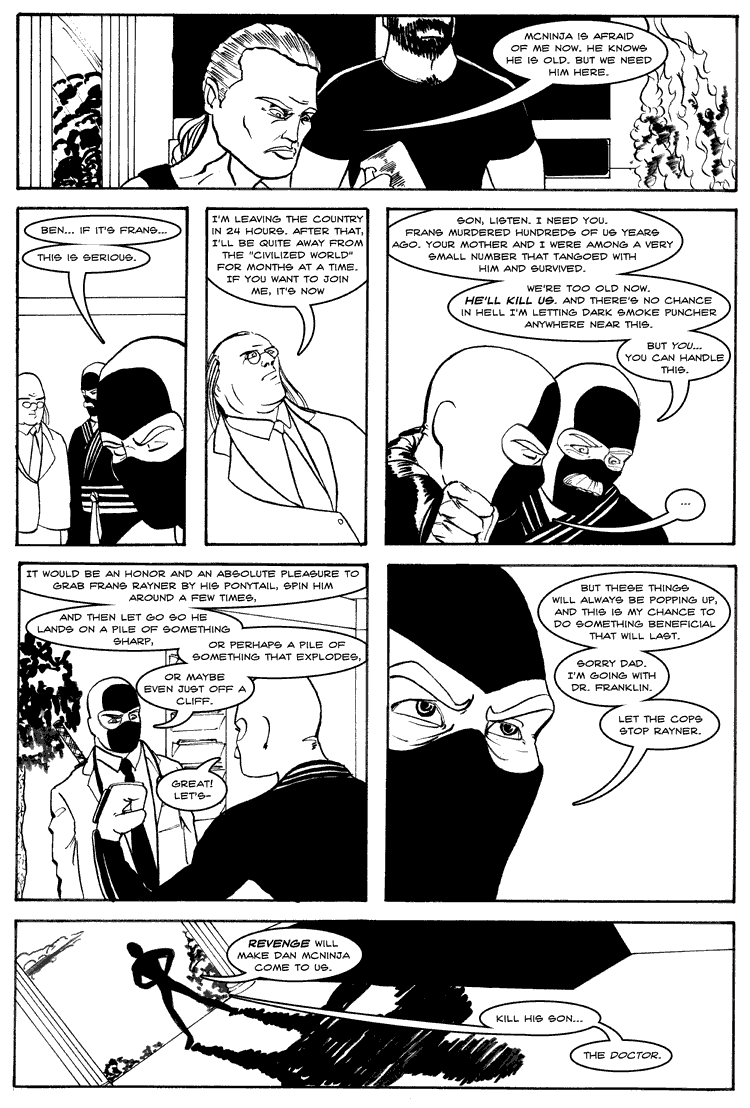 MCNINJA IS AFRAID
OF ME NOW. HE KNOWS
HE IS OLD. BUT WE NEED
HIM HERE.
BEN... IF IT'S FRANS...
THIS IS SERIOUS.
I'M LEAVING THE COUNTRY
IN 24 HOURS. AFTER THAT,
I'LL BE QUITE AWAY FROM
THE "CIVILIZED WORLD"
FOR MONTHS AT A TIME.
IF YOU WANT TO JOIN
ME, IT'S NOW
SON, LISTEN. I NEED YOU.
FRANS MURDERED HUNDREDS OF US YEARS
AGO. YOUR MOTHER AND I WERE AMONG A VERY
SMALL NUMBER THAT TANGOED WITH
HIM AND SURVIVED.
WE'RE TOO OLD NOW.
HE'LL KILL US. AND THERE'S NO CHANCE
IN HELL I'M LETTING DARK SMOKE PUNCHER
ANYWHERE NEAR THIS.
BUT YOU...
YOU CAN HANDLE
THIS.
...
IT WOULD BE AN HONOR AND AN ABSOLUTE PLEASURE TO
GRAB FRANS RAYNER BY HIS PONYTAIL, SPIN HIM
AROUND A FEW TIMES,
AND THEN LET GO SO HE
LANDS ON A PILE OF SOMETHING
SHARP,
OR PERHAPS A PILE OF
SOMETHING THAT EXPLODES,
OR MAYBE
EVEN JUST OFF A
CLIFF.
GREAT!
LET'S-
BUT THESE THINGS
WILL ALWAYS BE POPPING UP,
AND THIS IS MY CHANCE TO
DO SOMETHING BENEFICIAL
THAT WILL LAST.
SORRY DAD.
I'M GOING WITH
DR. FRANKLIN.
LET THE COPS
STOP RAYNER.
REVENGE WILL
MAKE DAN MCNINJA
COME TO US.
KILL HIS SON...
THE DOCTOR.